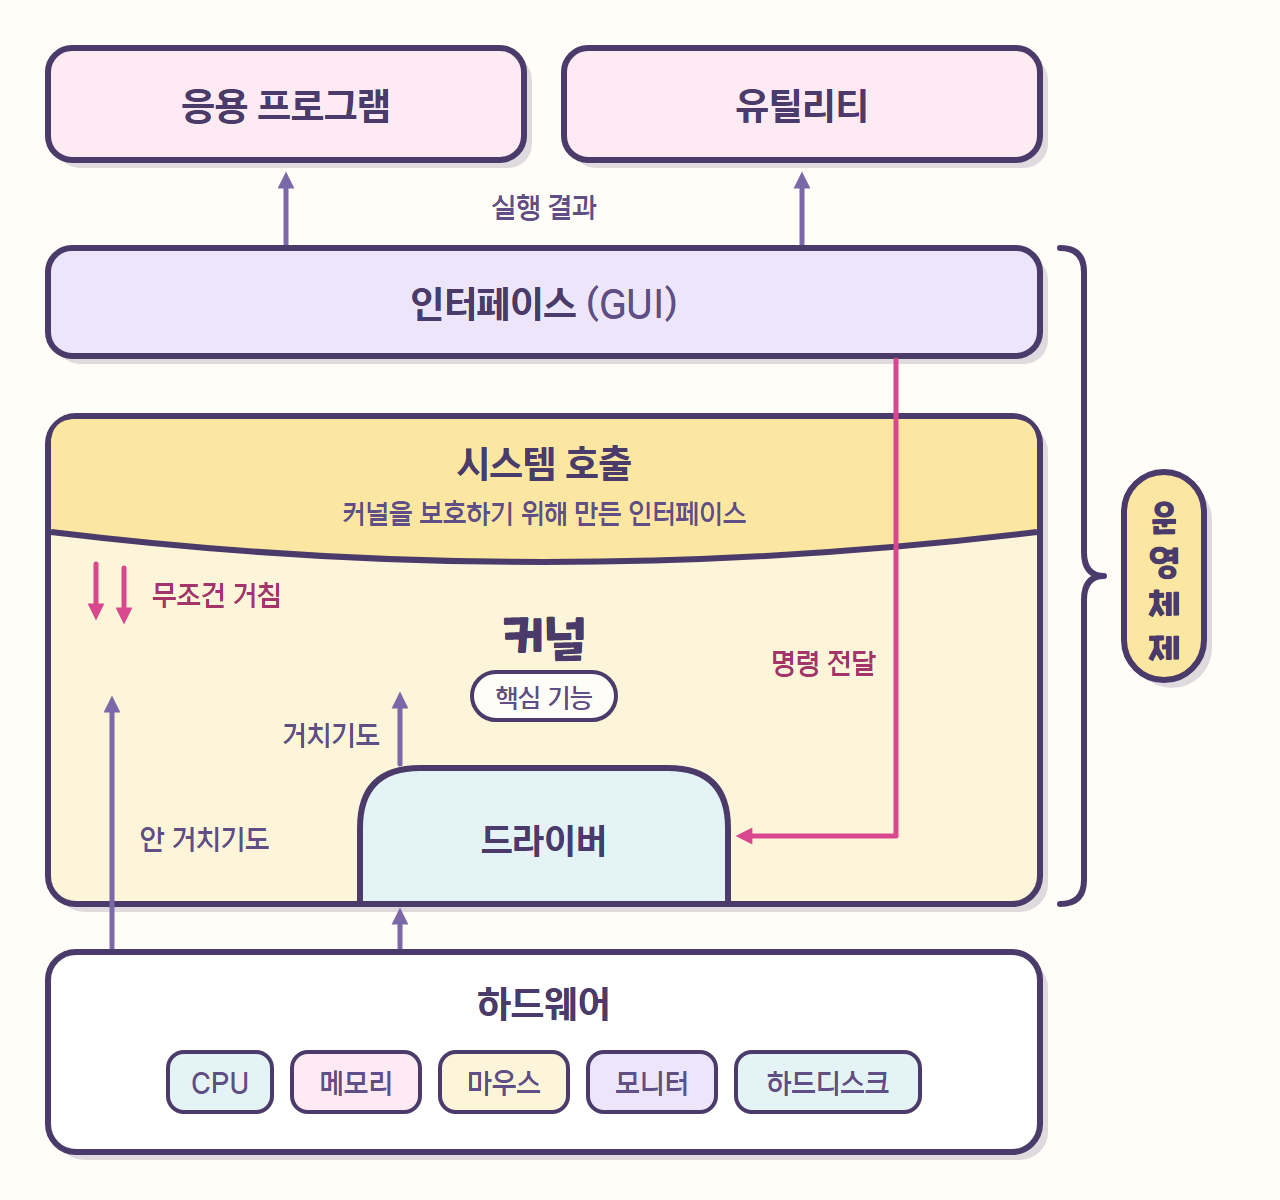 응용 프로그램
유틸리티
실행 결과
인터페이스 (GUI)
시스템 호출
커널을 보호하기 위해 만든 인터페이스
무조건 거침
커널
핵심 기능
명령 전달
거치기도
안 거치기도
드라이버
운영체제
하드웨어
CPU
메모리
마우스
모니터
하드디스크